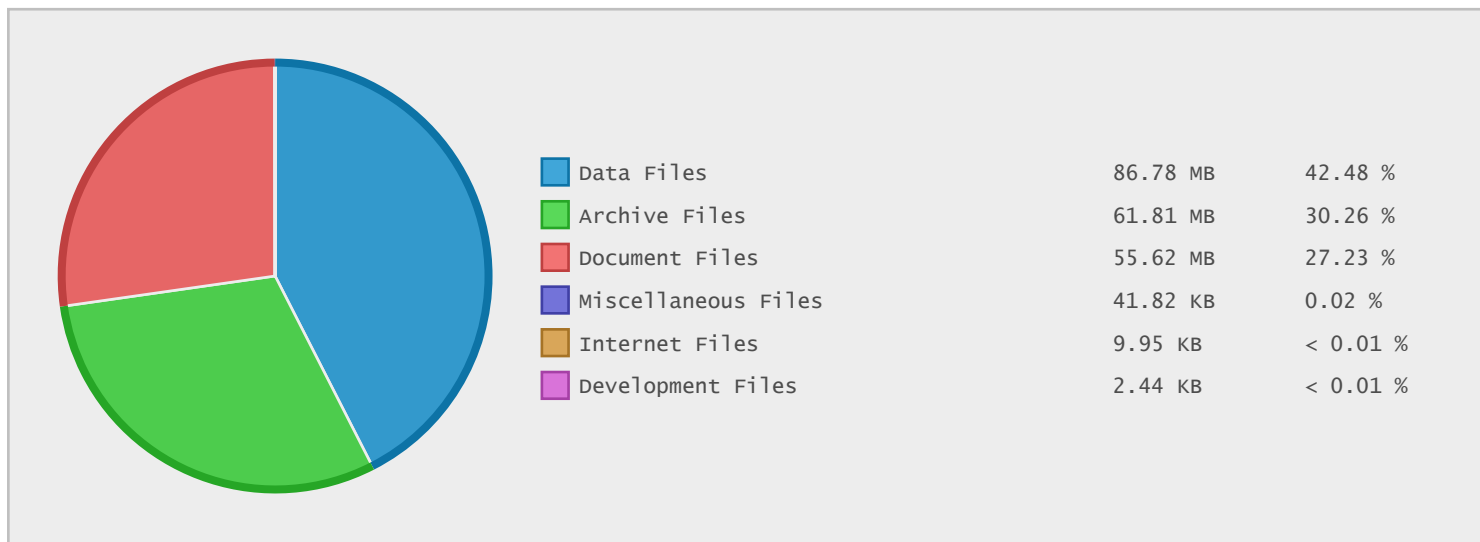 Data Files 86.78 MB 42.48 %
Archive Files 61.81 MB 30.26 %
Document Files 55.62 MB 27.23 %
Miscellaneous Files 41.82 KB 0.02 %
Internet Files 9.95 KB < 0.01 %
Development Files 2.44 KB < 0.01 %